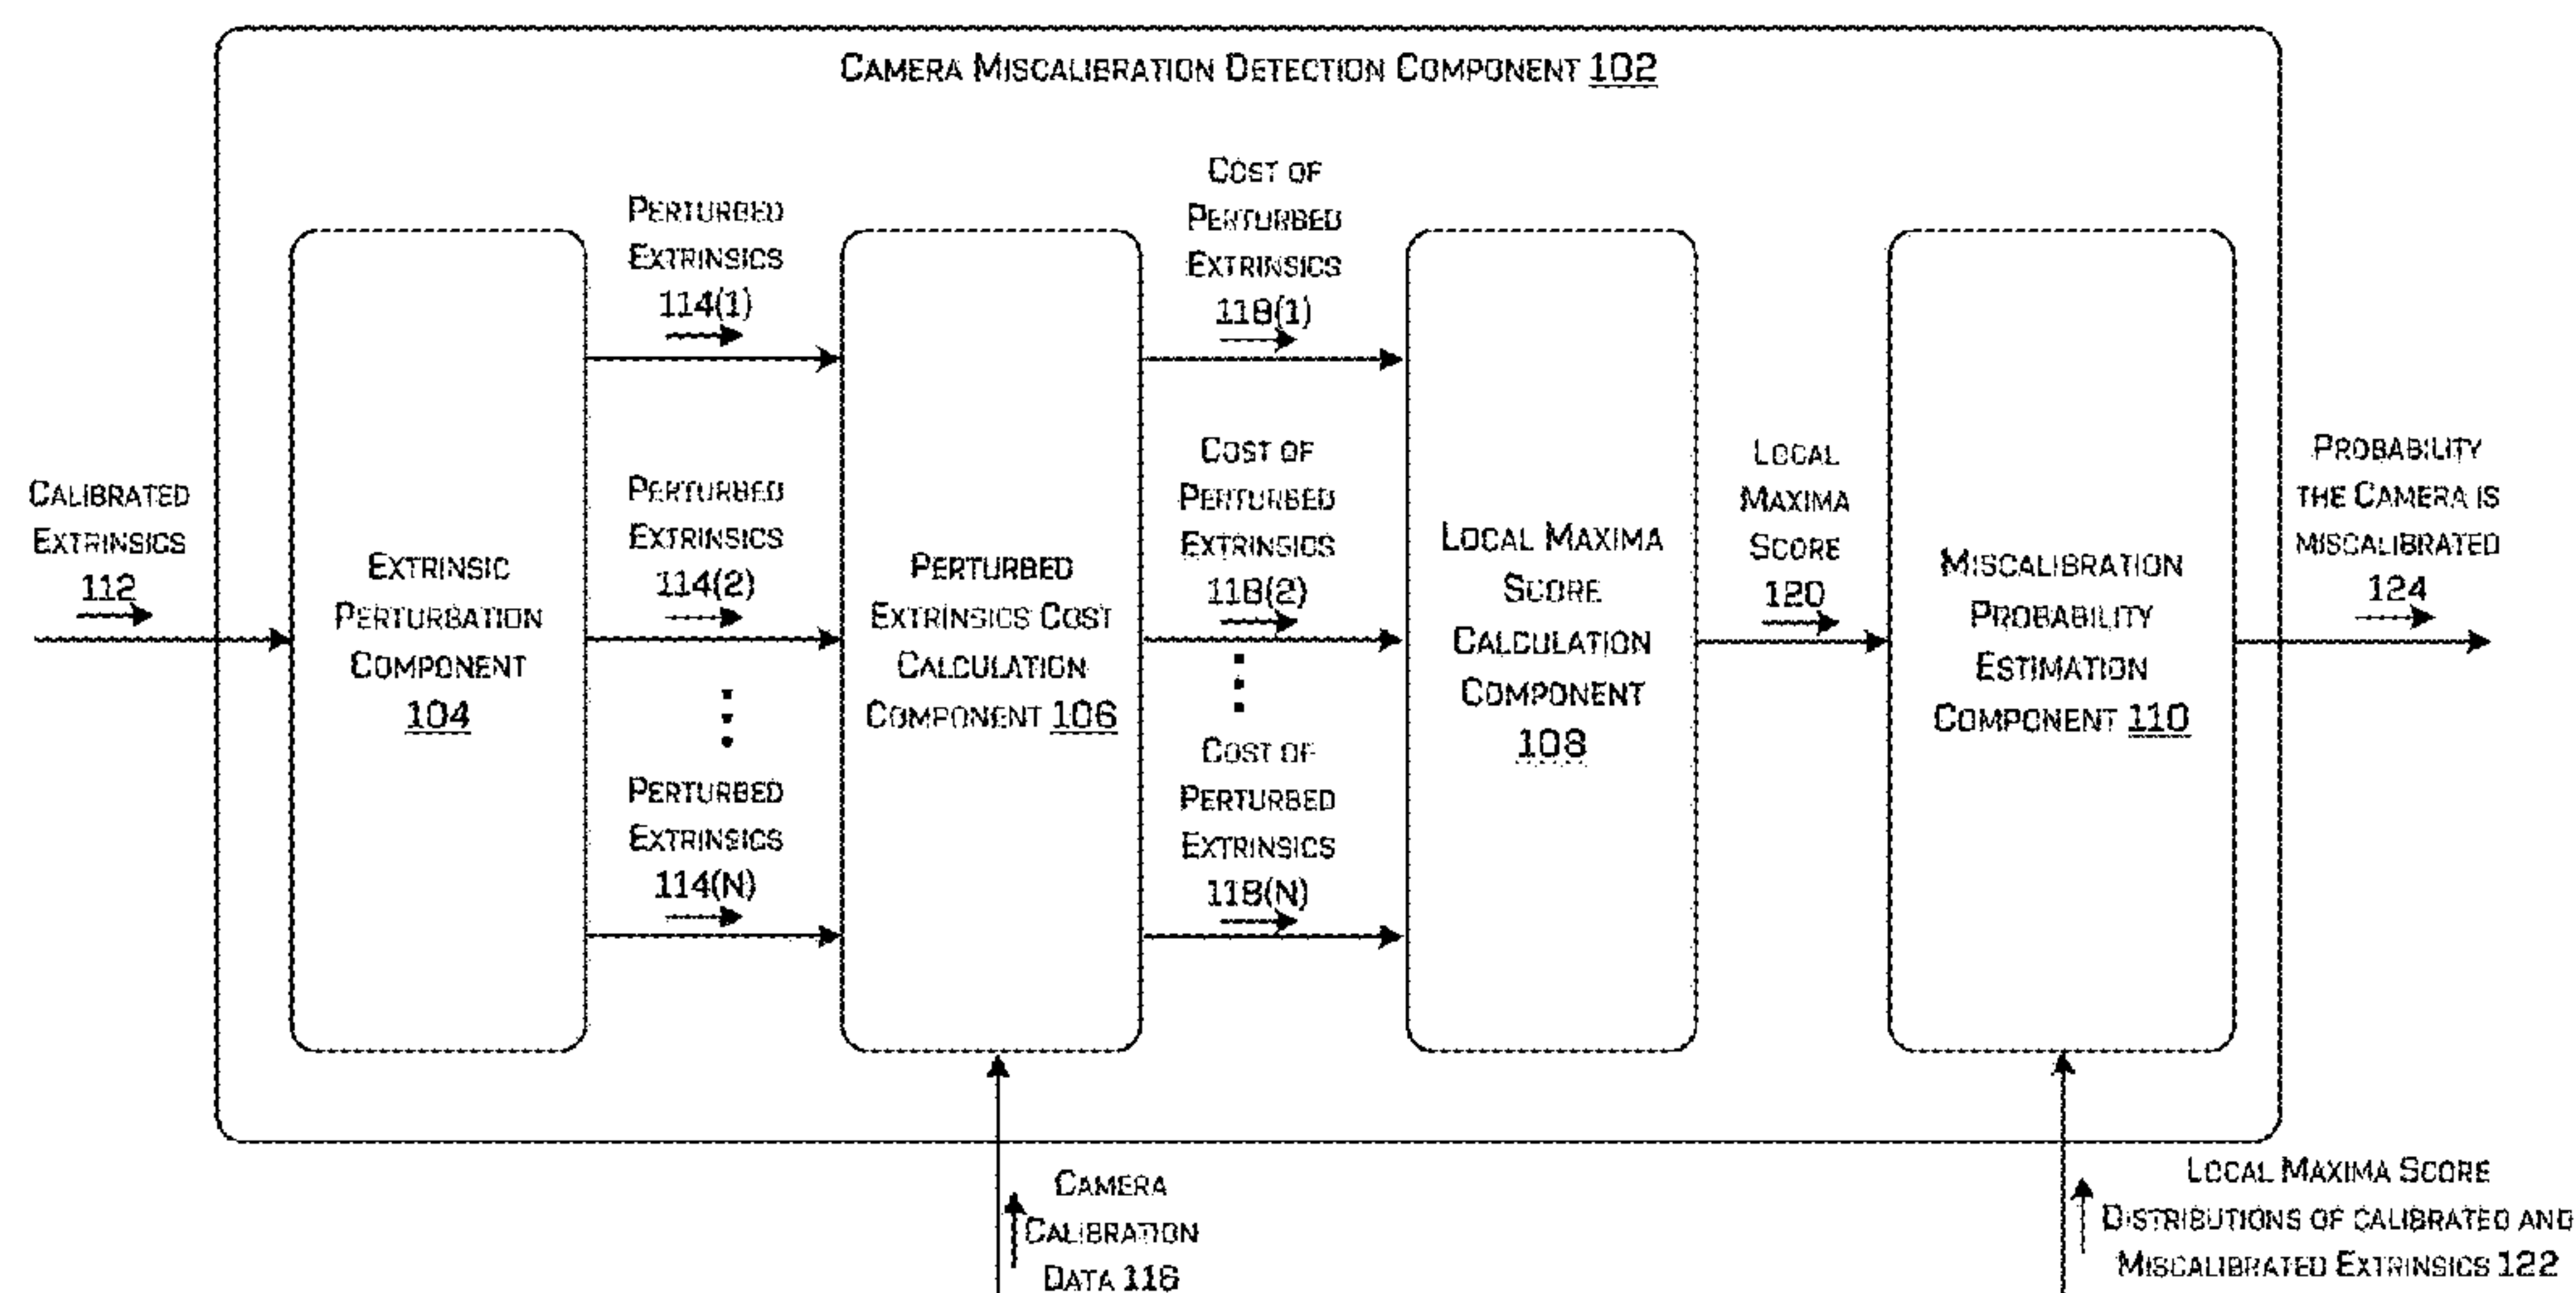 CAMERA MISCALIBRATION DETECTION COMPONENT 102
CALIBRATED
EXTRINSICS
112
EXTRINSIC
PERTURBATION
COMPONENT
104
PERTURBED
EXTRINSICS
114(1)
PERTURBED
EXTRINSICS
114(2)
PERTURBED
EXTRINSICS
114(N)
PERTURBED
EXTRINSICS COST
CALCULATION
COMPONENT 106
COST OF
PERTURBED
EXTRINSICS
118(1)
COST OF
PERTURBED
EXTRINSICS
118(2)
COST OF
PERTURBED
EXTRINSICS
118(N)
LOCAL MAXIMA
SCORE
CALCULATION
COMPONENT
108
LOCAL
MAXIMA
SCORE
120
MISCALIBRATION
PROBABILITY
ESTIMATION
COMPONENT 110
PROBABILITY
THE CAMERA IS
MISCALIBRATED
124
CAMERA
CALIBRATION
DATA 116
LOCAL MAXIMA SCORE
DISTRIBUTIONS OF CALIBRATED AND
MISCALIBRATED EXTRINSICS 122